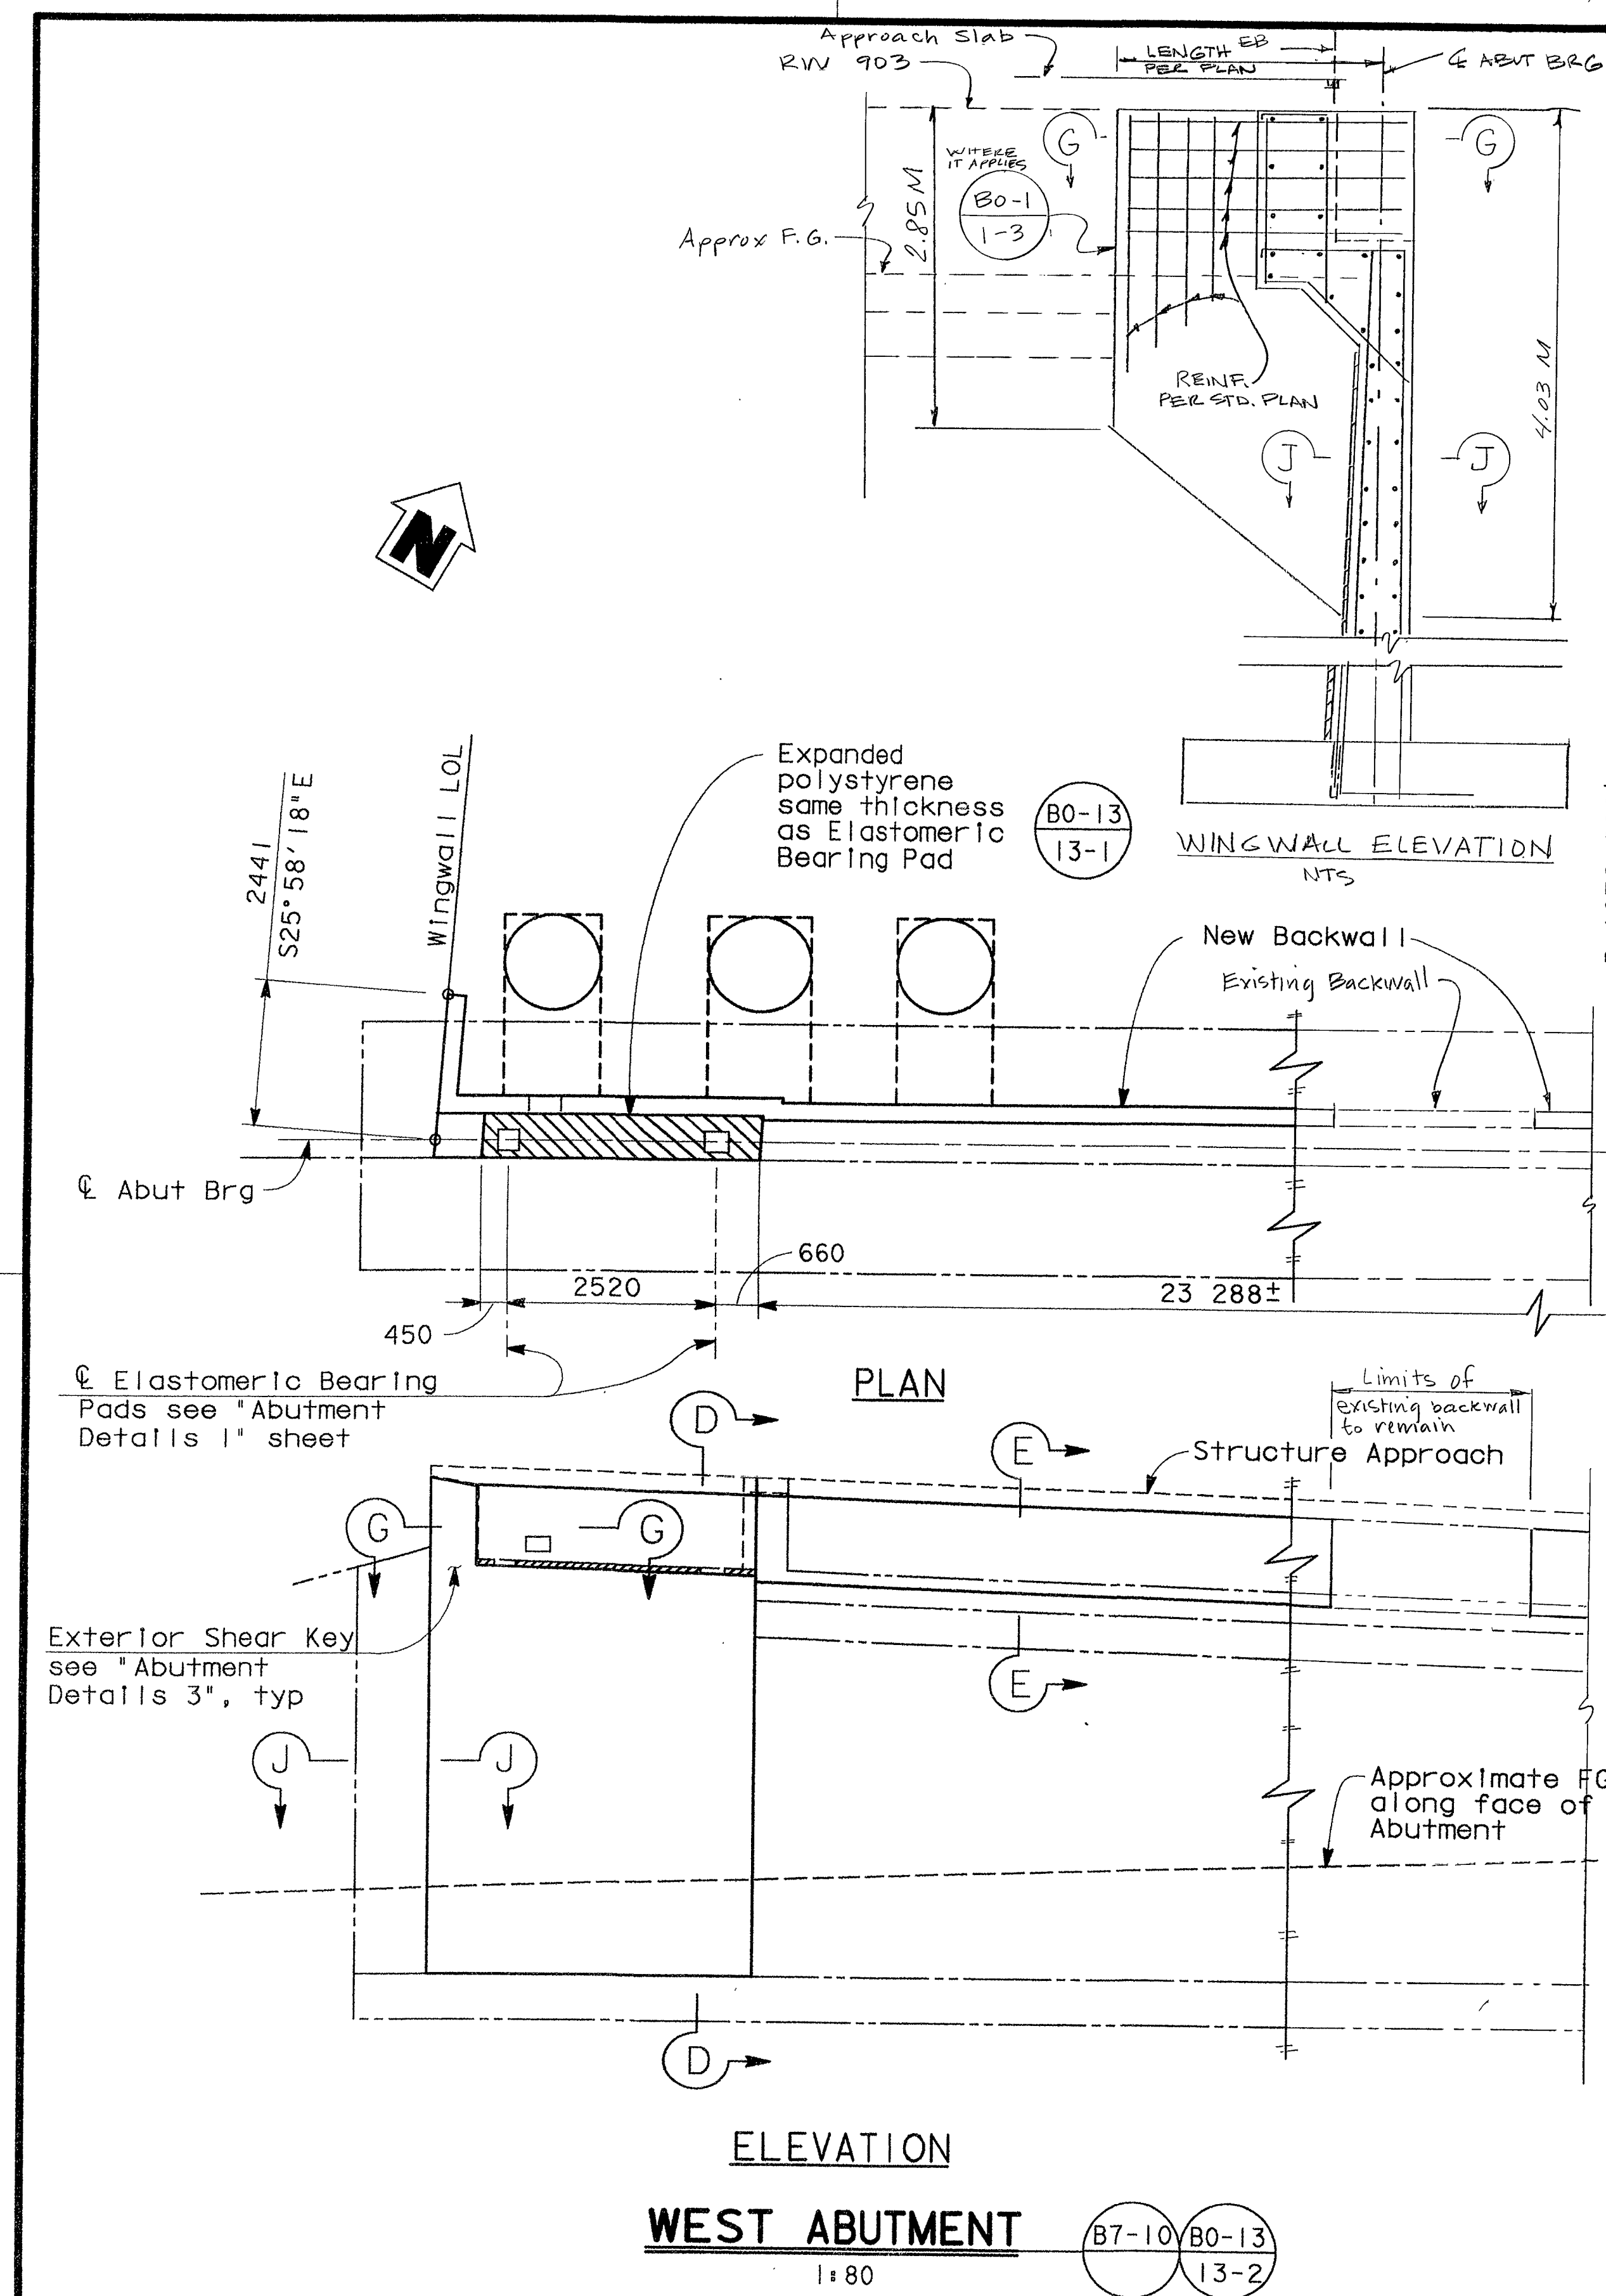 Approach Slab
RW 903
LENGTH EB
PER PLAN
℄ ABUT BRG
G
G
WHERE
IT APPLIES
B0-1
1-3
2.85 M
Approx F.G.
REINF.
PER STD. PLAN
4.03 M
J
J
N
WINGWALL ELEVATION
NTS
Expanded
polystyrene
same thickness
as Elastomeric
Bearing Pad
B0-13
13-1
2441
S25°58'18"E
Wingwall LOL
New Backwall
Existing Backwall
℄ Abut Brg
660
2520
23 288±
450
℄ Elastomeric Bearing
Pads see "Abutment
Details 1" sheet
PLAN
Limits of
existing backwall
to remain
D
E
Structure Approach
G
G
Exterior Shear Key
see "Abutment
Details 3", typ
E
J
J
Approximate FG
along face of
Abutment
D
ELEVATION
WEST ABUTMENT
1:80
B7-10
B0-13
13-2